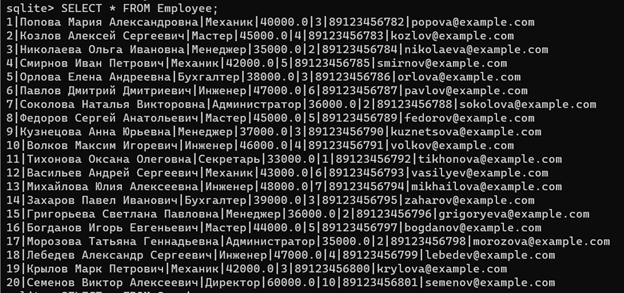 sqlite> SELECT * FROM Employee;
1|Попова Мария Александровна|Механик|40000.0|3|89123456782|popova@example.com
2|Козлов Алексей Сергеевич|Мастер|45000.0|4|89123456783|kozlov@example.com
3|Николаева Ольга Ивановна|Менеджер|35000.0|2|89123456784|nikolaeva@example.com
4|Смирнов Иван Петрович|Механик|42000.0|5|89123456785|smirnov@example.com
5|Орлова Елена Андреевна|Бухгалтер|38000.0|3|89123456786|orlova@example.com
6|Павлов Дмитрий Дмитриевич|Инженер|47000.0|6|89123456787|pavlov@example.com
7|Соколова Наталья Викторовна|Администратор|36000.0|2|89123456788|sokolova@example.com
8|Федоров Сергей Анатольевич|Мастер|45000.0|5|89123456789|fedorov@example.com
9|Кузнецова Анна Юрьевна|Менеджер|37000.0|3|89123456790|kuznetsova@example.com
10|Волков Максим Игоревич|Инженер|46000.0|4|89123456791|volkov@example.com
11|Тихонова Оксана Олеговна|Секретарь|33000.0|1|89123456792|tikhonova@example.com
12|Васильев Андрей Сергеевич|Механик|43000.0|6|89123456793|vasilyev@example.com
13|Михайлова Юлия Алексеевна|Инженер|48000.0|7|89123456794|mikhailova@example.com
14|Захаров Павел Иванович|Бухгалтер|39000.0|3|89123456795|zaharov@example.com
15|Григорьева Светлана Павловна|Менеджер|36000.0|2|89123456796|grigoryeva@example.com
16|Богданов Игорь Евгеньевич|Мастер|44000.0|5|89123456797|bogdanov@example.com
17|Морозова Татьяна Геннадьевна|Администратор|35000.0|2|89123456798|morozova@example.com
18|Лебедев Александр Сергеевич|Инженер|47000.0|4|89123456799|lebedev@example.com
19|Крылов Марк Петрович|Механик|42000.0|3|89123456800|krylova@example.com
20|Семенов Виктор Алексеевич|Директор|60000.0|10|89123456801|semenov@example.com